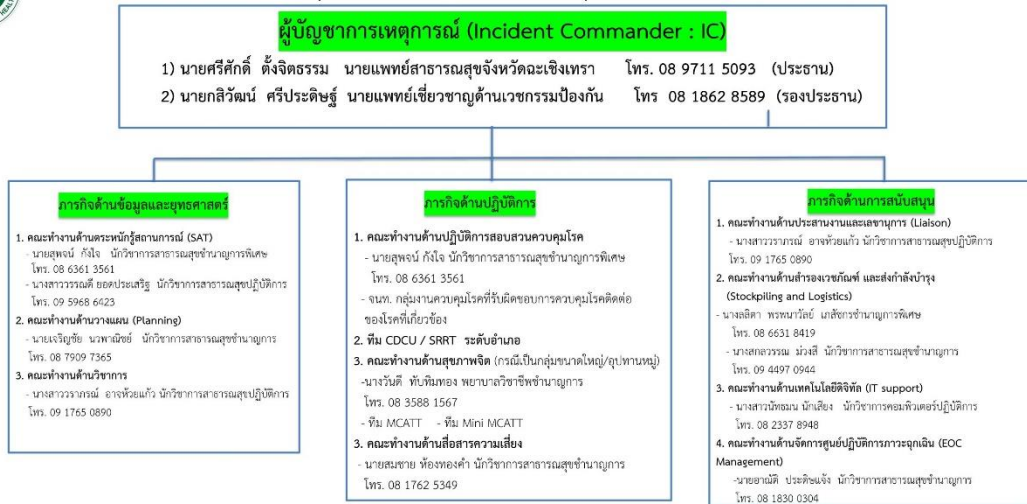 HEALTH
ผู้บัญชาการเหตุการณ์ (Incident Commander : IC)
1) นายศรีศักดิ์ ตั้งจิตธรรม นายแพทย์สาธารณสุขจังหวัดฉะเชิงเทรา โทร. 08 9711 5093 (ประธาน)
2) นายกสิวัฒน์ ศรีประดิษฐ์ นายแพทย์เชี่ยวชาญด้านเวชกรรมป้องกัน โทร 08 1862 8589 (รองประธาน)
ภารกิจด้านข้อมูลและยุทธศาสตร์
1. คณะทำงานด้านตระหนักรู้สถานการณ์ (SAT)
- นายสุพจน์ กังใจ นักวิชาการสาธารณสุขชำนาญการพิเศษ
โทร. 08 6361 3561
- นางสาววรรณดี ยอดประเสริฐ นักวิชาการสาธารณสุขปฏิบัติการ
โทร. 09 5968 6423
2. คณะทำงานด้านวางแผน (Planning)
- นายเจริญชัย นวพาณิชย์ นักวิชาการสาธารณสุขชำนาญการ
โทร. 08 7909 7365
3. คณะทำงานด้านวิชาการ
- นางสาววราภรณ์ อาจห้วยแก้ว นักวิชาการสาธารณสุขปฏิบัติการ
โทร. 09 1765 0890
ภารกิจด้านปฏิบัติการ
1. คณะทำงานด้านปฏิบัติการสอบสวนควบคุมโรค
- นายสุพจน์ กังใจ นักวิชาการสาธารณสุขชำนาญการพิเศษ
โทร. 08 6361 3561
- จนท. กลุ่มงานควบคุมโรคที่รับผิดชอบการควบคุมโรคติดต่อ
ของโรคที่เกี่ยวข้อง
2. ทีม CDCU / SRRT ระดับอำเภอ
3. คณะทำงานด้านสุขภาพจิต (กรณีเป็นกลุ่มขนาดใหญ่/อุปทานหมู่)
-นางวันดี ทับทิมทอง พยาบาลวิชาชีพชำนาญการ
โทร. 08 3588 1567
- ทีม MCATT - ทีม Mini MCATT
3. คณะทำงานด้านสื่อสารความเสี่ยง
- นายสมชาย ห้องทองคำ นักวิชาการสาธารณสุขชำนาญการ
โทร. 08 1762 5349
ภารกิจด้านการสนับสนุน
1. คณะทำงานด้านประสานงานและเลขานุการ (Liaison)
- นางสาววราภรณ์ อาจห้วยแก้ว นักวิชาการสาธารณสุขปฏิบัติการ
โทร. 09 1765 0890
2. คณะทำงานด้านสำรองเวชภัณฑ์ และส่งกำลังบำรุง
(Stockpiling and Logistics)
- นางลลิตา พรพนาวัลย์ เภสัชกรชำนาญการพิเศษ
โทร. 08 6631 8419
- นางสกลวรรณ ม่วงสี นักวิชาการสาธารณสุขชำนาญการ
โทร. 09 4497 0944
3. คณะทำงานด้านเทคโนโลยีดิจิทัล (IT support)
- นางสาวนัทธมน นักเสียง นักวิชาการคอมพิวเตอร์ปฏิบัติการ
โทร. 08 2337 8948
4. คณะทำงานด้านจัดการศูนย์ปฏิบัติการภาวะฉุกเฉิน (EOC
Management)
-นายอาณัติ ประดิษแจ้ง นักวิชาการสาธารณสุขชำนาญการ
โทร. 08 1830 0304